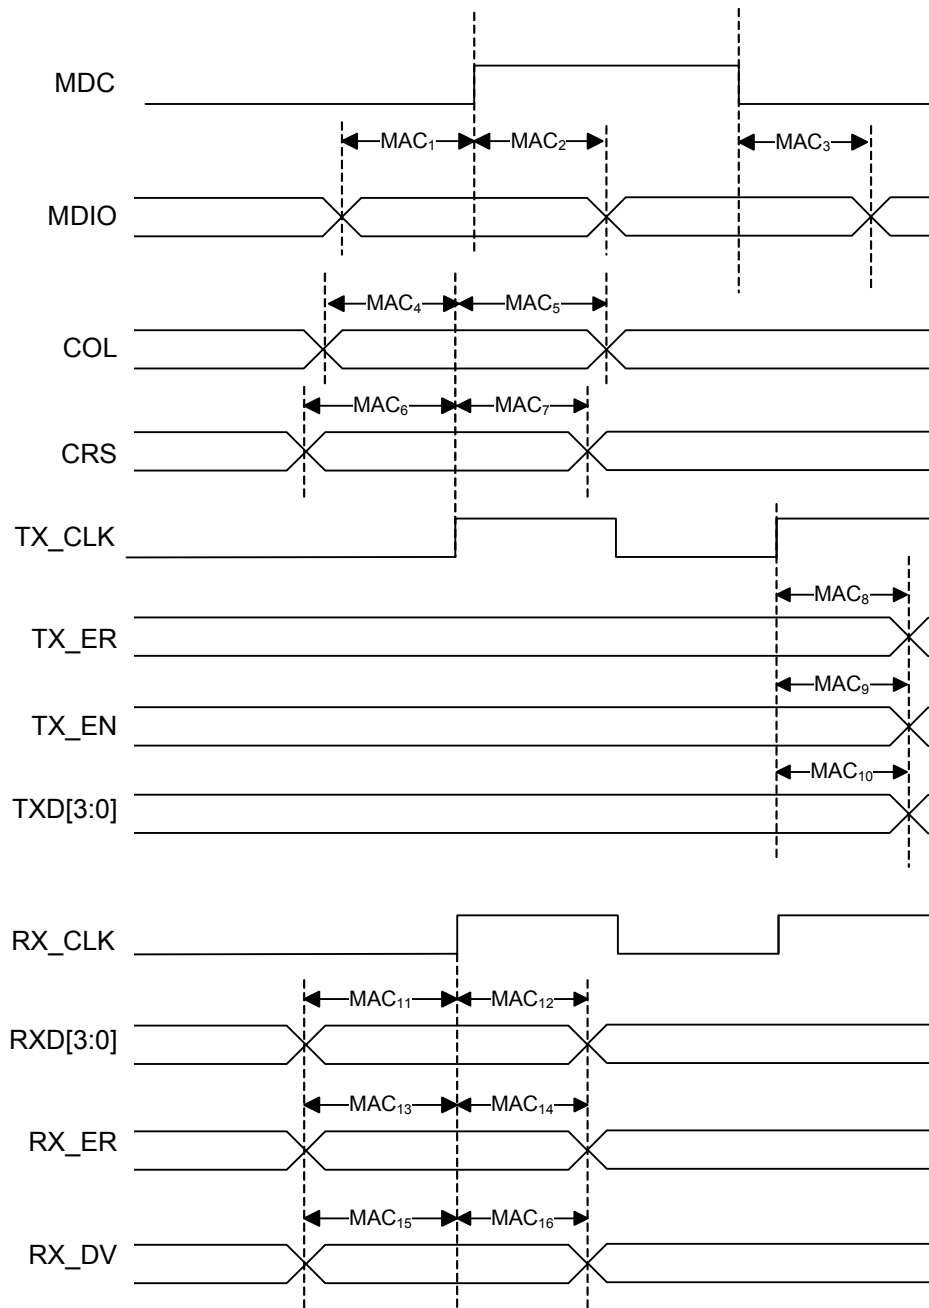 MDC
MAC₁ MAC₂ MAC₃
MDIO
MAC₄ MAC₅
COL
MAC₆ MAC₇
CRS
TX_CLK
MAC₈
TX_ER
MAC₉
TX_EN
MAC₁₀
TXD[3:0]
RX_CLK
MAC₁₁ MAC₁₂
RXD[3:0]
MAC₁₃ MAC₁₄
RX_ER
MAC₁₅ MAC₁₆
RX_DV